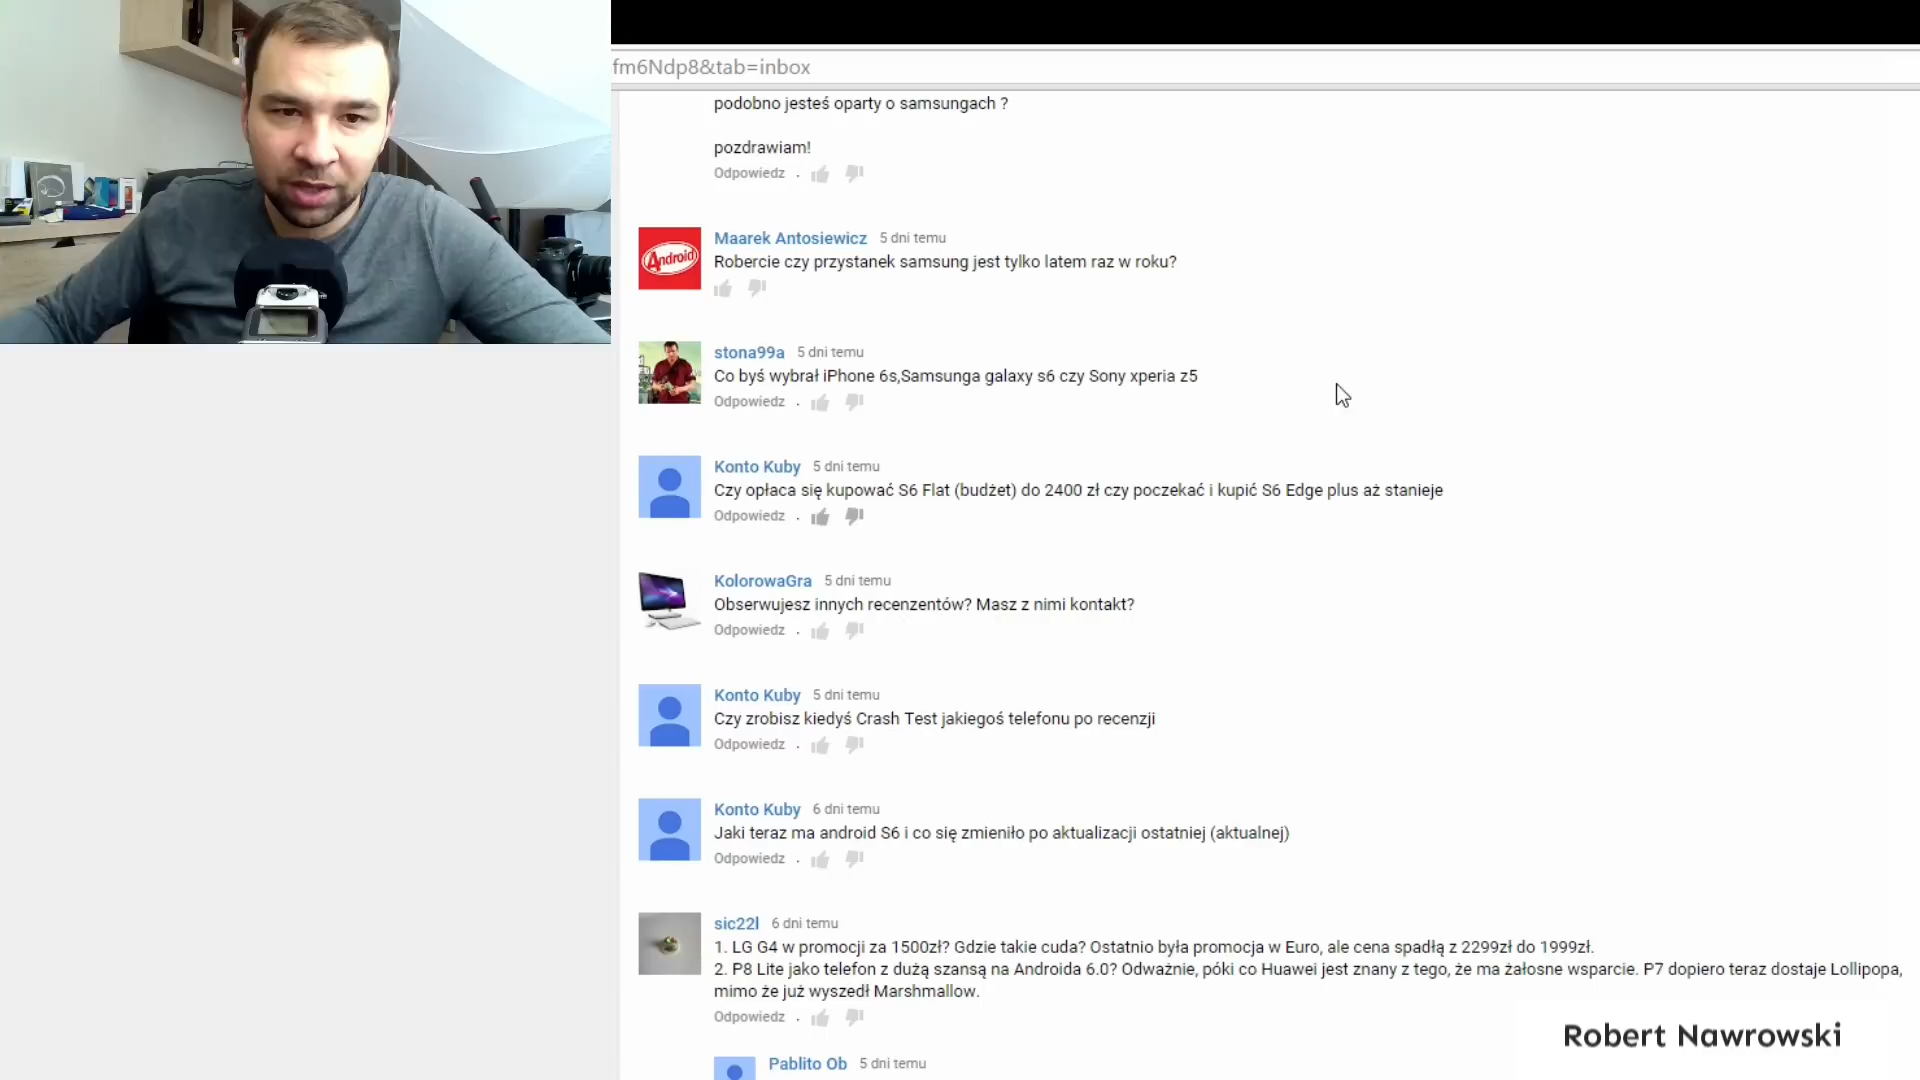 fm6Ndp8&tab=inbox
podobno jesteś oparty o samsungach ?
pozdrawiam!
Odpowiedz .
Maarek Antosiewicz 5 dni temu
Android
Robercie czy przystanek samsung jest tylko latem raz w roku?
stona99a 5 dni temu
Co byś wybrał iPhone 6s,Samsunga galaxy s6 czy Sony xperia z5
Odpowiedz .
Konto Kuby 5 dni temu
Czy opłaca się kupować S6 Flat (budżet) do 2400 zł czy poczekać i kupić S6 Edge plus aż stanieje
Odpowiedz .
KolorowaGra 5 dni temu
Obserwujesz innych recenzentów? Masz z nimi kontakt?
Odpowiedz .
Konto Kuby 5 dni temu
Czy zrobisz kiedyś Crash Test jakiegoś telefonu po recenzji
Odpowiedz .
Konto Kuby 6 dni temu
Jaki teraz ma android S6 i co się zmieniło po aktualizacji ostatniej (aktualnej)
Odpowiedz .
sic22l 6 dni temu
1. LG G4 w promocji za 1500zł? Gdzie takie cuda? Ostatnio była promocja w Euro, ale cena spadłą z 2299zł do 1999zł.
2. P8 Lite jako telefon z dużą szansą na Androida 6.0? Odważnie, póki co Huawei jest znany z tego, że ma żałosne wsparcie. P7 dopiero teraz dostaje Lollipopa,
mimo że już wyszedł Marshmallow.
Odpowiedz .
Robert Nawrowski
Pablito Ob 5 dni temu